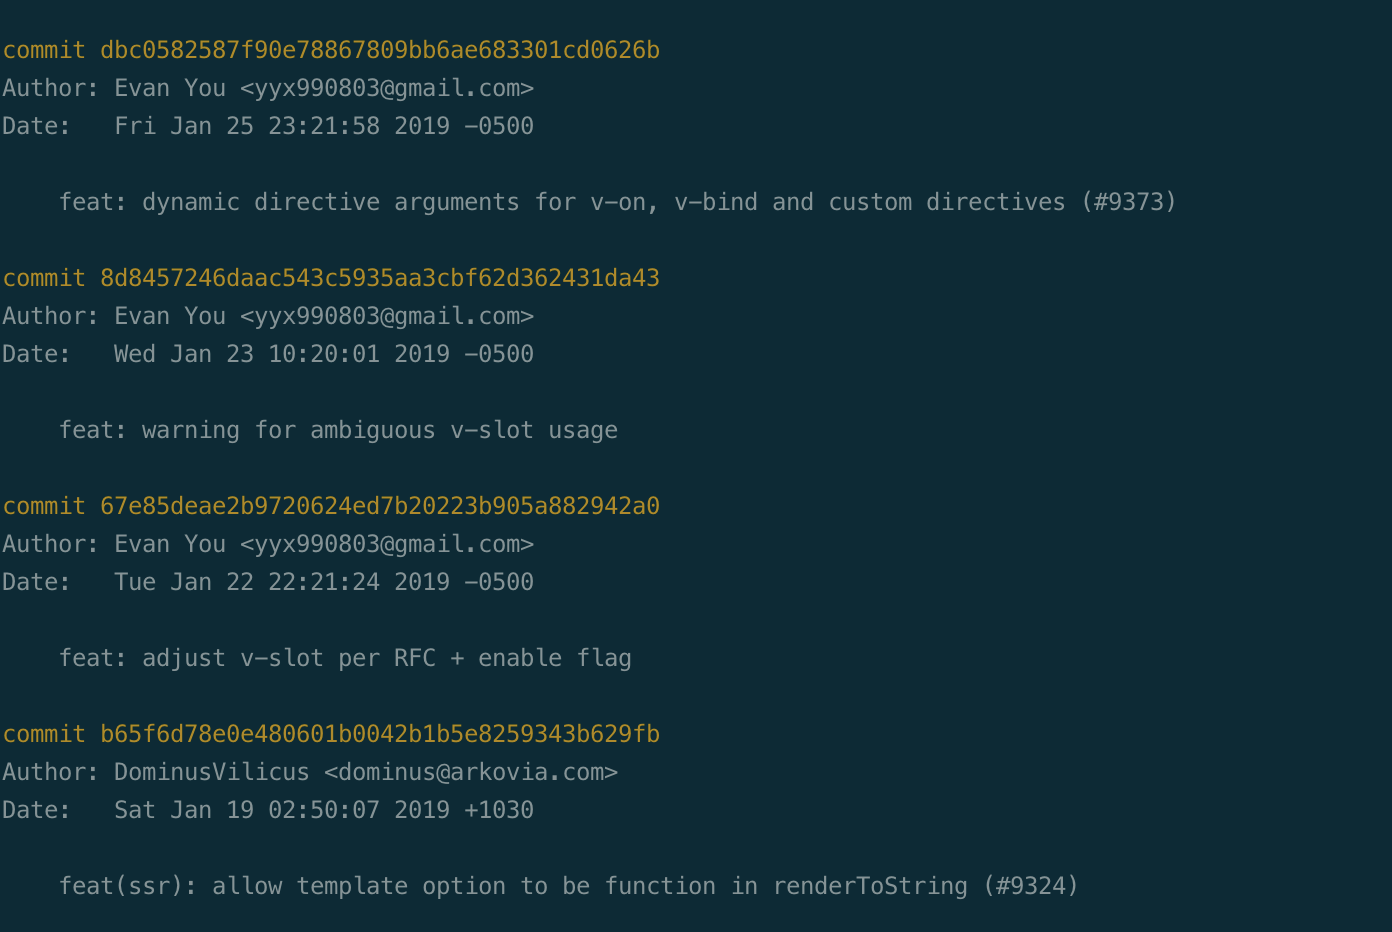 commit dbc0582587f90e78867809bb6ae683301cd0626b
Author: Evan You <yyx990803@gmail.com>
Date:   Fri Jan 25 23:21:58 2019 -0500
feat: dynamic directive arguments for v-on, v-bind and custom directives (#9373)
commit 8d8457246daac543c5935aa3cbf62d362431da43
Author: Evan You <yyx990803@gmail.com>
Date:   Wed Jan 23 10:20:01 2019 -0500
feat: warning for ambiguous v-slot usage
commit 67e85deae2b9720624ed7b20223b905a882942a0
Author: Evan You <yyx990803@gmail.com>
Date:   Tue Jan 22 22:21:24 2019 -0500
feat: adjust v-slot per RFC + enable flag
commit b65f6d78e0e480601b0042b1b5e8259343b629fb
Author: DominusVilicus <dominus@arkovia.com>
Date:   Sat Jan 19 02:50:07 2019 +1030
feat(ssr): allow template option to be function in renderToString (#9324)